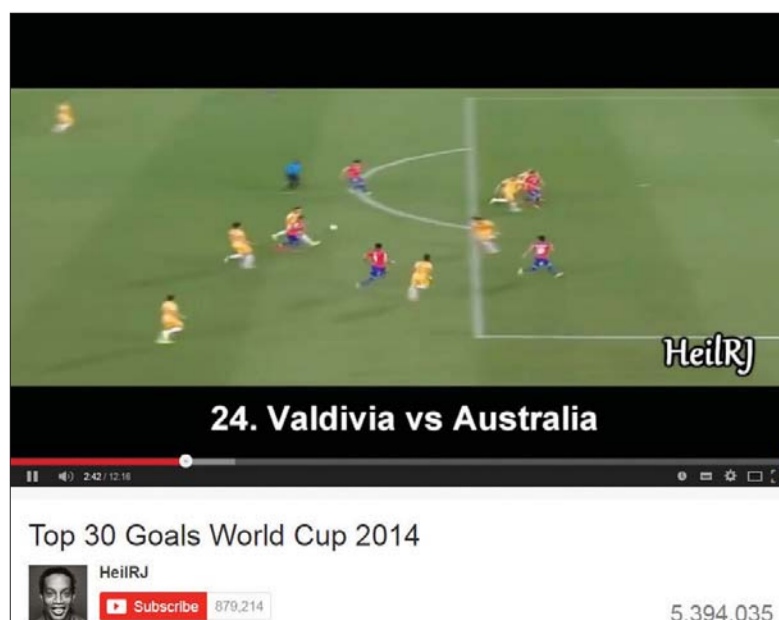 HeilRJ
24. Valdivia vs Australia
2:42 / 12:16
Top 30 Goals World Cup 2014
HeilRJ
Subscribe 879,214
5,394,035